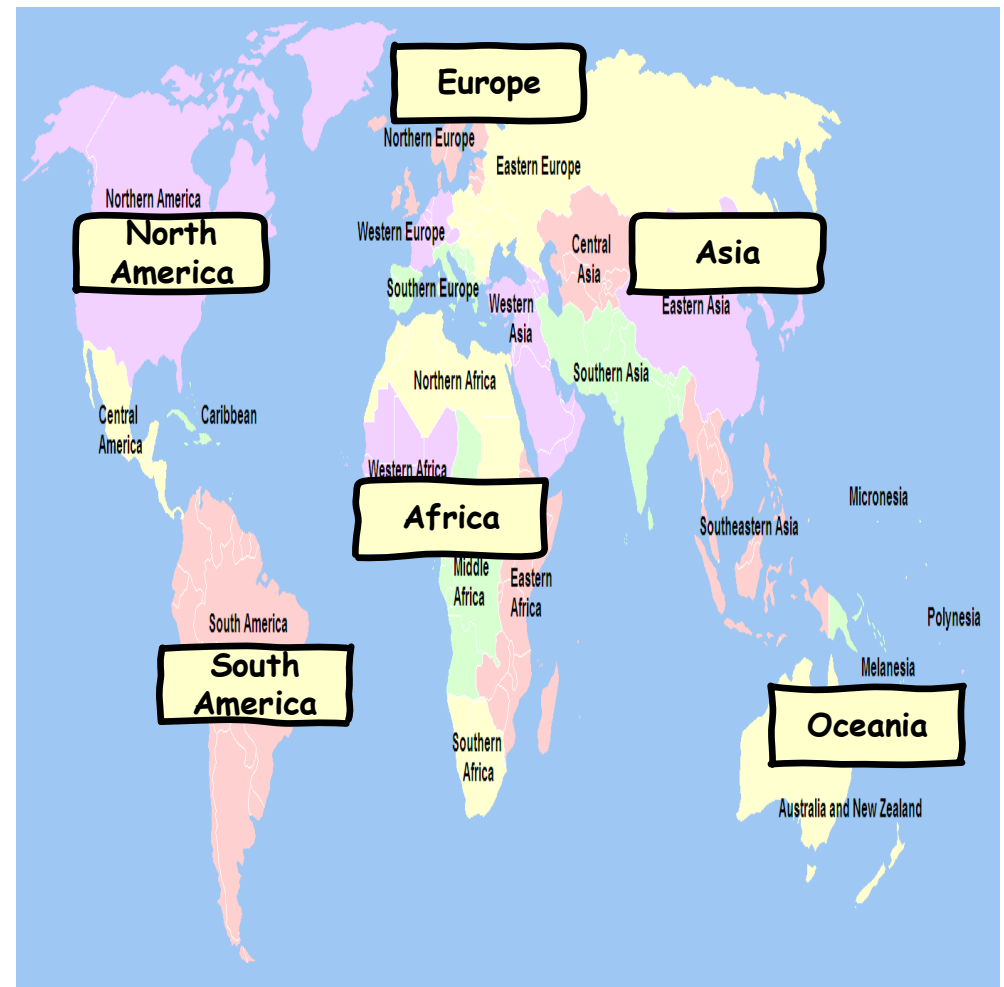 Europe
Northern Europe
Eastern Europe
Northern America
North
America
Western Europe
Central
Asia
Asia
Southern Europe
Western
Asia
Eastern Asia
Northern Africa
Southern Asia
Central
America
Caribbean
Western Africa
Africa
Micronesia
Southeastern Asia
Middle
Africa
Eastern
Africa
South America
South
America
Polynesia
Melanesia
Oceania
Southern
Africa
Australia and New Zealand